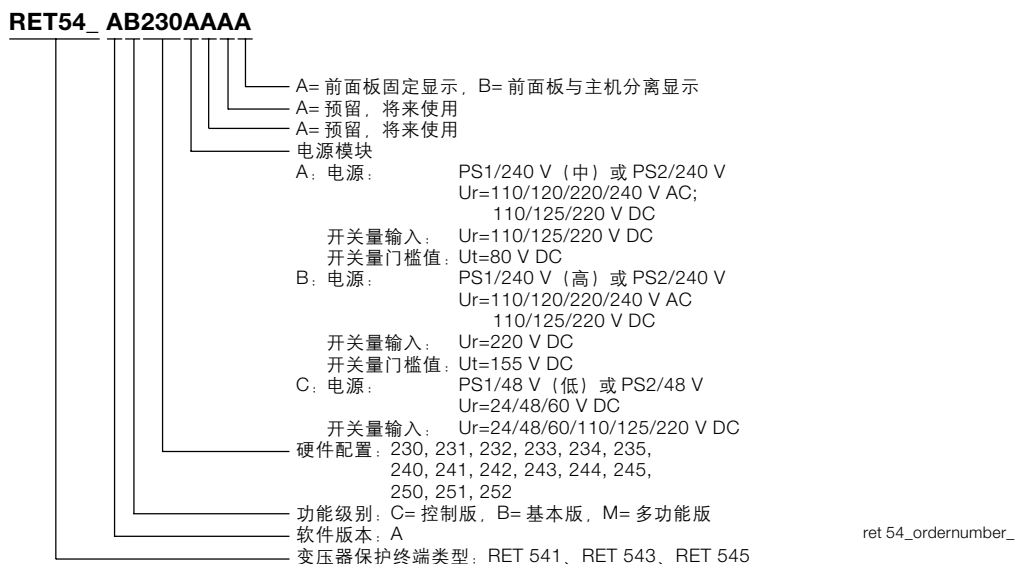 RET54_ AB230AAAA
A= 前面板固定显示，B= 前面板与主机分离显示
A= 预留，将来使用
A= 预留，将来使用
电源模块
A：电源： PS1/240 V（中）或 PS2/240 V
Ur=110/120/220/240 V AC;
110/125/220 V DC
开关量输入： Ur=110/125/220 V DC
开关量门槛值：Ut=80 V DC
B：电源： PS1/240 V（高）或 PS2/240 V
Ur=110/120/220/240 V AC
110/125/220 V DC
开关量输入： Ur=220 V DC
开关量门槛值：Ut=155 V DC
C：电源： PS1/48 V（低）或 PS2/48 V
Ur=24/48/60 V DC
开关量输入： Ur=24/48/60/110/125/220 V DC
硬件配置：230, 231, 232, 233, 234, 235,
240, 241, 242, 243, 244, 245,
250, 251, 252
功能级别：C= 控制版，B= 基本版，M= 多功能版
软件版本：A
ret 54_ordernumber_
变压器保护终端类型：RET 541、RET 543、RET 545